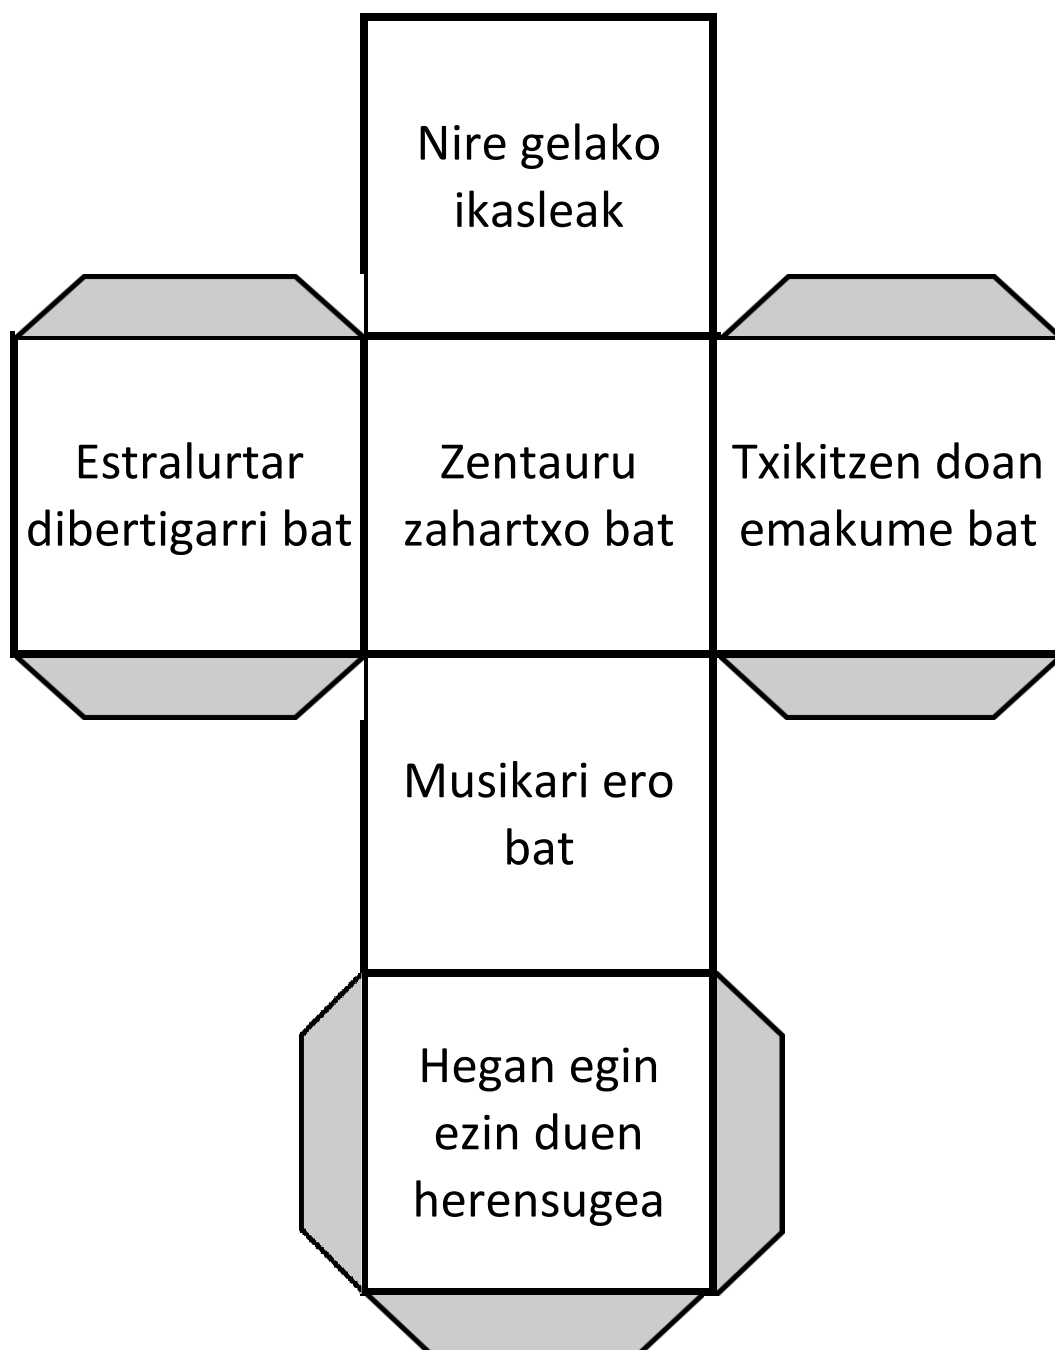 Nire gelako
ikasleak
Estralurtar
dibertigarri bat
Zentauru
zahartxo bat
Txikitzen doan
emakume bat
Musikari ero
bat
Hegan egin
ezin duen
herensugea